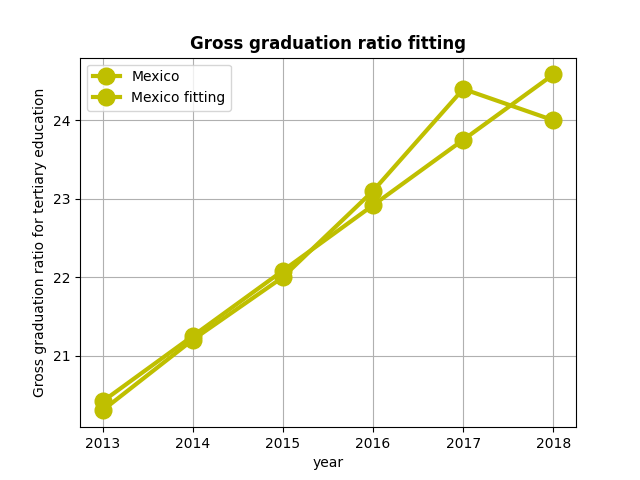 Gross graduation ratio fitting
Mexico
Mexico fitting
Gross graduation ratio for tertiary education
24
23
22
21
2013 2014 2015 2016 2017 2018
year